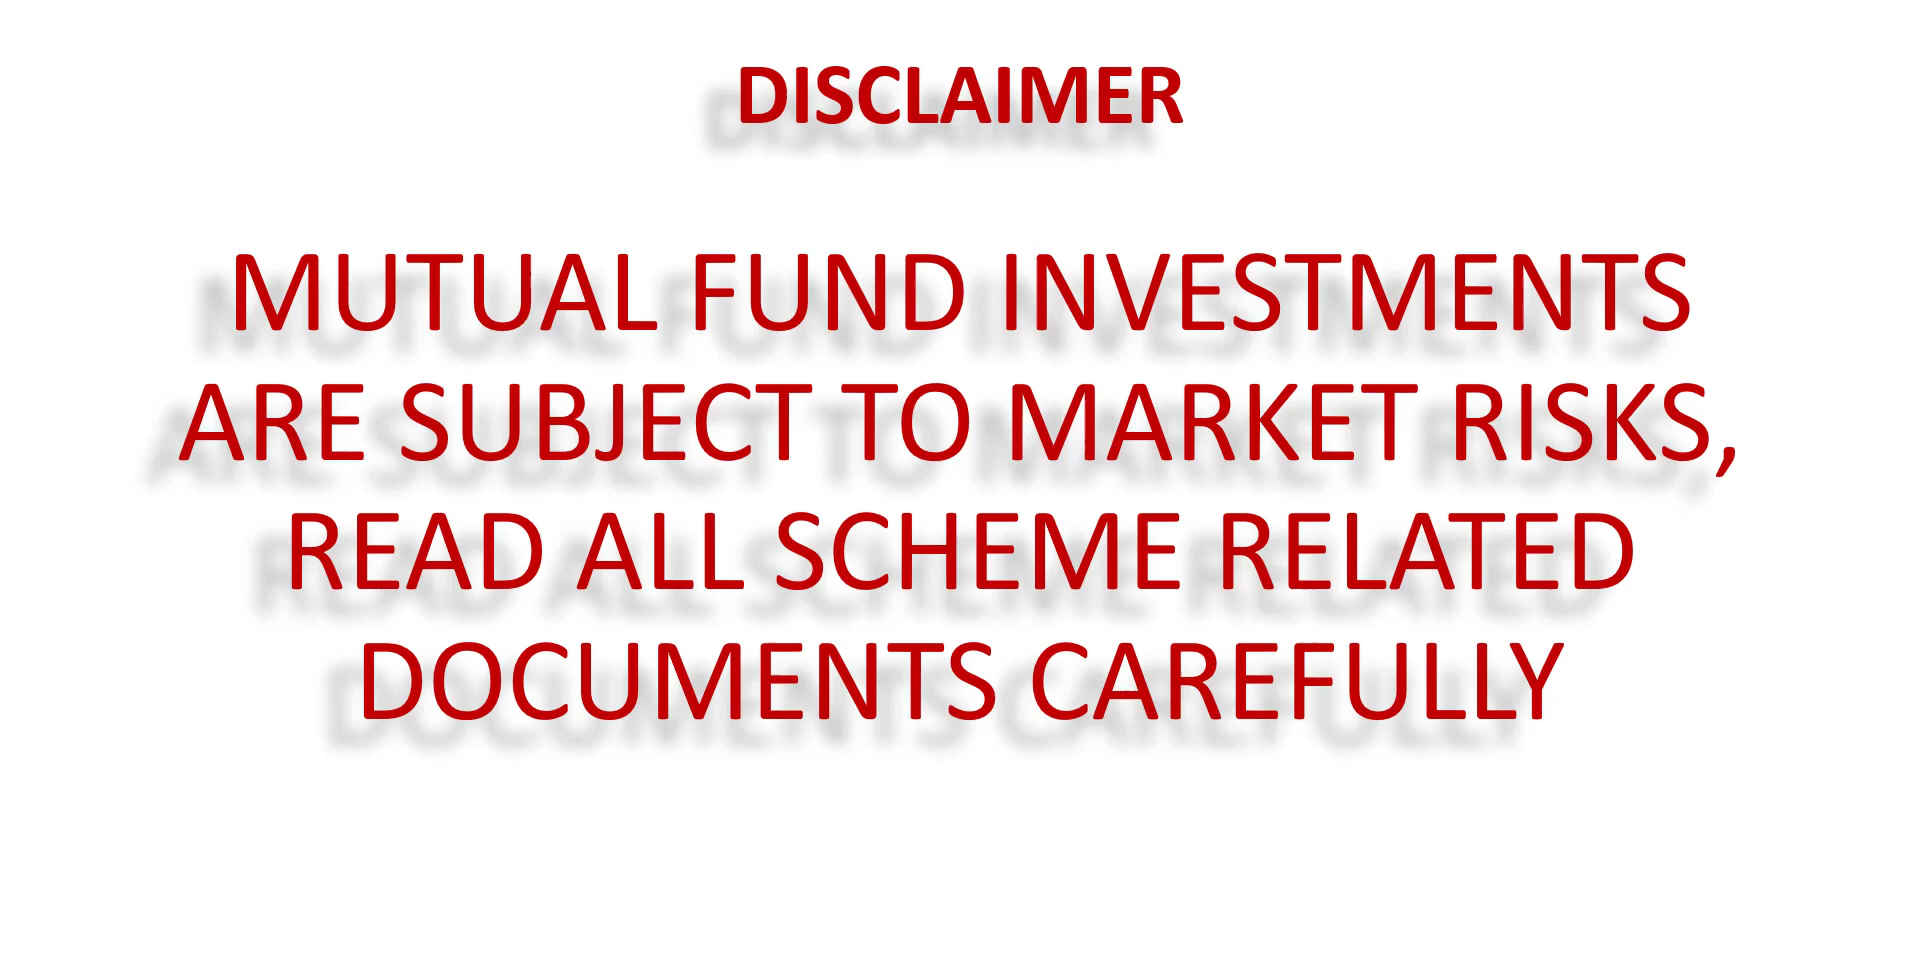 DISCLAIMER
MUTUAL FUND INVESTMENTS
ARE SUBJECT TO MARKET RISKS,
READ ALL SCHEME RELATED
DOCUMENTS CAREFULLY